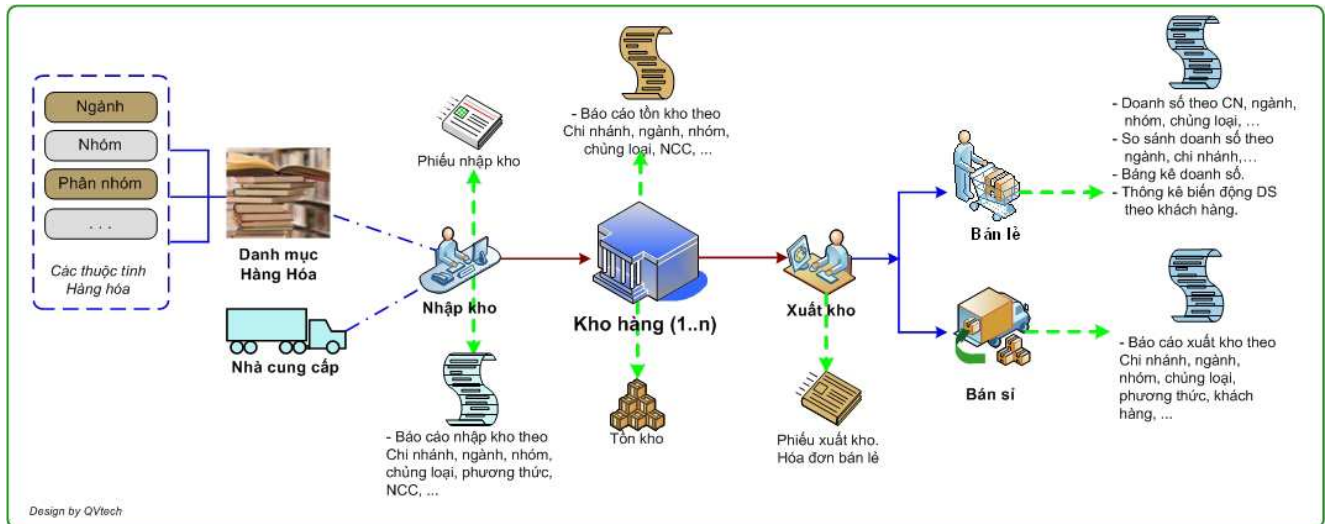 Ngành
Nhóm
Phân nhóm
. . .
Các thuộc tính
Hàng hóa
Danh mục
Hàng Hóa
Nhà cung cấp
Phiếu nhập kho
Nhập kho
- Báo cáo nhập kho theo
Chi nhánh, ngành, nhóm,
chủng loại, phương thức,
NCC, ...
- Báo cáo tồn kho theo
Chi nhánh, ngành, nhóm,
chủng loại, NCC, ...
Kho hàng (1..n)
Tồn kho
Xuất kho
Phiếu xuất kho.
Hóa đơn bán lẻ
Bán lẻ
- Doanh số theo CN, ngành,
nhóm, chủng loại, ...
- So sánh doanh số theo
ngành, chi nhánh,...
- Bảng kê doanh số.
- Thông kê biến động DS
theo khách hàng.
Bán sỉ
- Báo cáo xuất kho theo
Chi nhánh, ngành,
nhóm, chủng loại,
phương thức, khách
hàng, ...
Design by QVtech